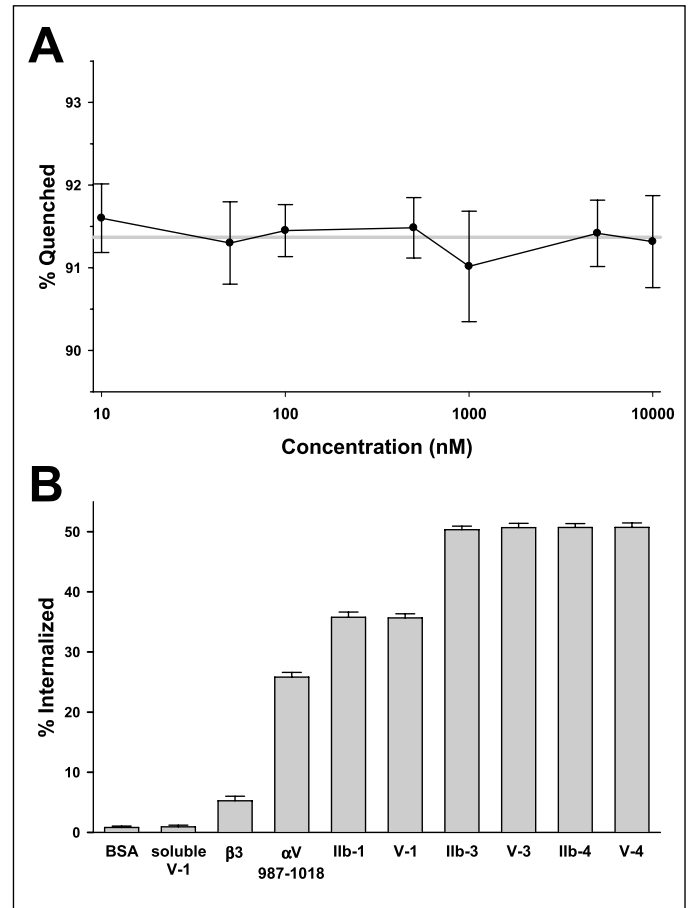 A
93
92
91
90
% Quenched
10 100 1000 10000
Concentration (nM)
B
50
40
30
20
10
0
% Internalized
BSA soluble β3 αV IIb-1 V-1 IIb-3 V-3 IIb-4 V-4
V-1 987-1018